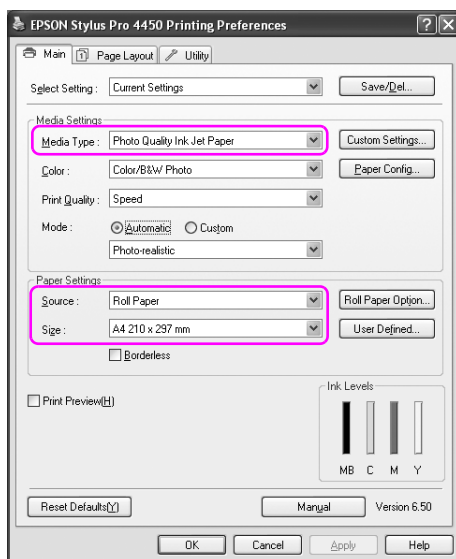 EPSON Stylus Pro 4450 Printing Preferences
Main Page Layout Utility
Select Setting : Current Settings Save/Del...
Media Settings
Media Type : Photo Quality Ink Jet Paper Custom Settings...
Color : Color/B&W Photo Paper Config...
Print Quality : Speed
Mode : Automatic Custom
Photo-realistic
Paper Settings
Source : Roll Paper Roll Paper Option...
Size : A4 210 x 297 mm User Defined...
Borderless
Print Preview(H)
Ink Levels
MB C M Y
Reset Defaults(Y) Manual Version 6.50
OK Cancel Apply Help